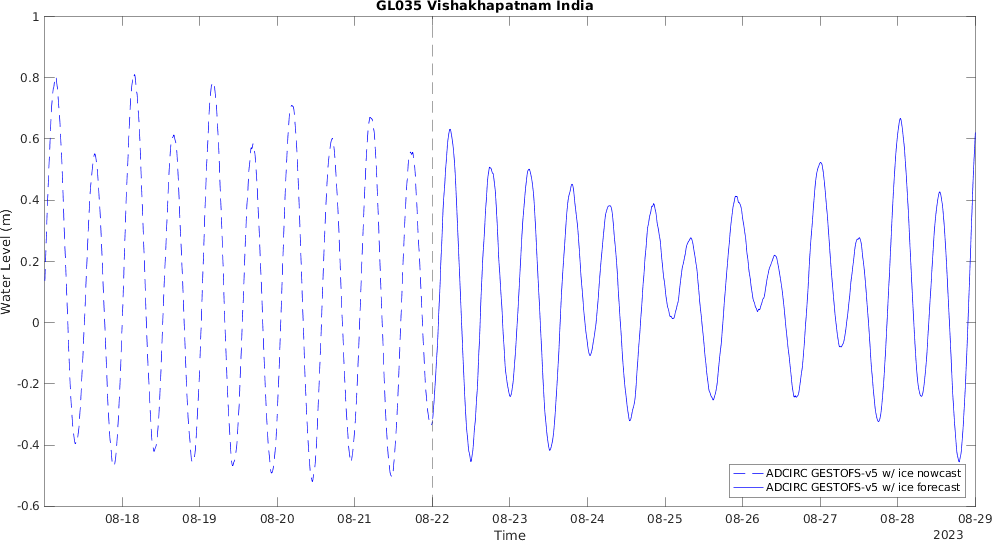 GL035 Vishakhapatnam India
1
0.8
0.6
0.4
0.2
0
-0.2
-0.4
-0.6
Water Level (m)
ADCIRC GESTOFS-v5 w/ ice nowcast
ADCIRC GESTOFS-v5 w/ ice forecast
08-18 08-19 08-20 08-21 08-22 08-23 08-24 08-25 08-26 08-27 08-28 08-29
Time
2023